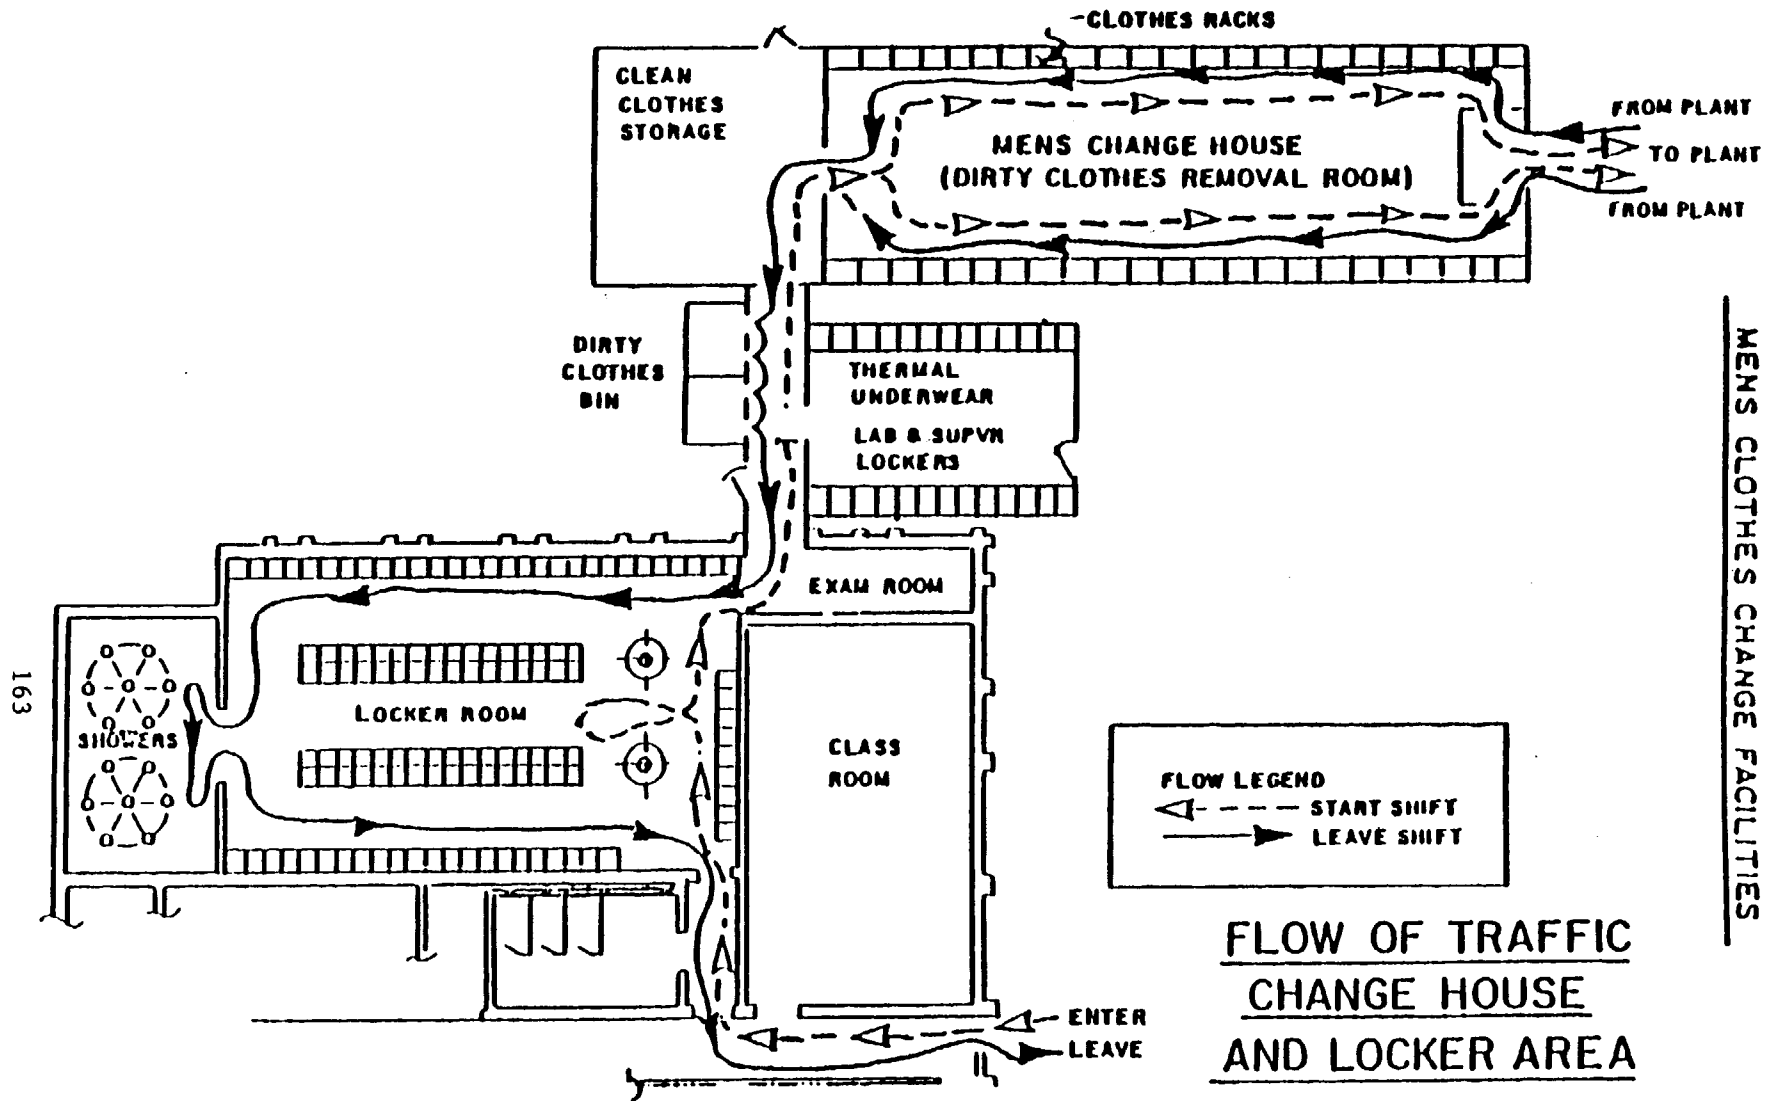 CLOTHES RACKS
CLEAN
CLOTHES
STORAGE
FROM PLANT
MENS CHANGE HOUSE
TO PLANT
(DIRTY CLOTHES REMOVAL ROOM)
FROM PLANT
DIRTY
CLOTHES
BIN
THERMAL
UNDERWEAR
LAB & SUPVR
LOCKERS
MENS CLOTHES CHANGE FACILITIES
EXAM ROOM
163
LOCKER ROOM
SHOWERS
CLASS
ROOM
FLOW LEGEND
START SHIFT
LEAVE SHIFT
FLOW OF TRAFFIC
CHANGE HOUSE
AND LOCKER AREA
ENTER
LEAVE